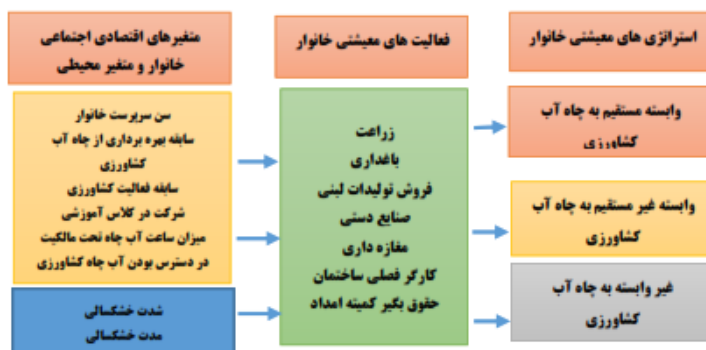 متغیرهای اقتصادی اجتماعی
خانوار و متغیر محیطی
سن سرپرست خانوار
سابقه بهره برداری از چاه آب
کشاورزی
سابقه فعالیت کشاورزی
شرکت در کلاس آموزشی
میزان ساعت آب چاه تحت مالکیت
در دسترس بودن آب چاه کشاورزی
شدت خشکسالی
مدت خشکسالی
فعالیت های معیشتی خانوار
زراعت
باغداری
فروش تولیدات لبنی
صنایع دستی
مغازه داری
کارگر فصلی ساختمان
حقوق بگیر کمیته امداد
استراتژی های معیشتی خانوار
وابسته مستقیم به چاه آب
کشاورزی
وابسته غیر مستقیم به چاه آب
کشاورزی
غیر وابسته به چاه آب
کشاورزی